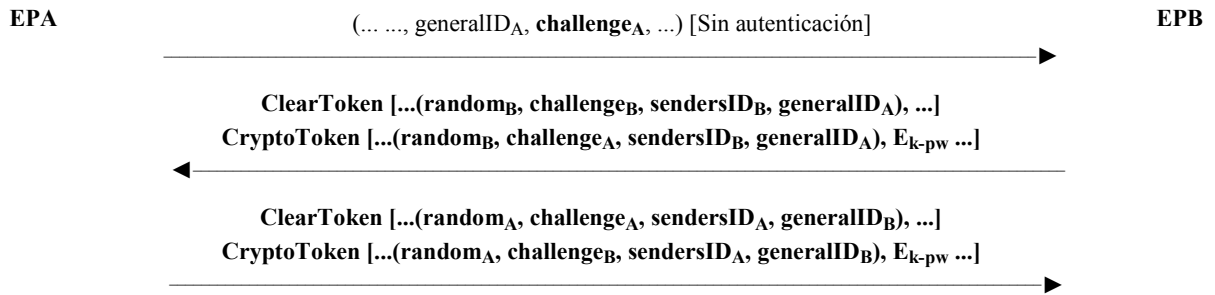 EPA (... ..., generalIDA, challengeA, ...) [Sin autenticación] EPB
ClearToken [...(randomB, challengeB, sendersIDB, generalIDA), ...]
CryptoToken [...(randomB, challengeA, sendersIDB, generalIDA), Ek-pw ...]
ClearToken [...(randomA, challengeA, sendersIDA, generalIDB), ...]
CryptoToken [...(randomA, challengeB, sendersIDA, generalIDB), Ek-pw ...]